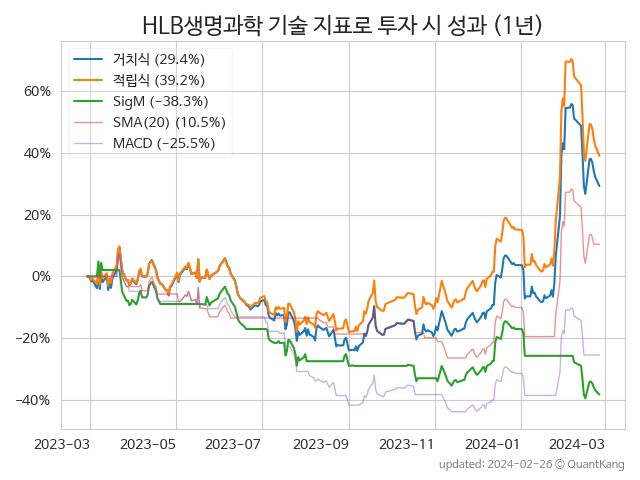 HLB생명과학 기술 지표로 투자 시 성과 (1년)
거치식 (29.4%)
적립식 (39.2%)
SigM (−38.3%)
SMA(20) (10.5%)
MACD (−25.5%)
60%
40%
20%
0%
−20%
−40%
2023−03 2023−05 2023−07 2023−09 2023−11 2024−01 2024−03
updated: 2024−02−26 © QuantKang